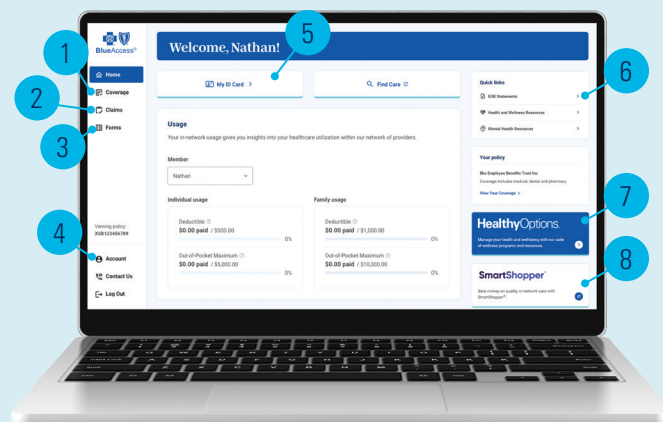 BlueAccess®
Welcome, Nathan!
Home
Coverage
Claims
Forms
Viewing policy:
XSB123456789
Account
Contact Us
Log Out
My ID Card >
Find Care
Usage
Your in-network usage gives you insights into your healthcare utilization within our network of providers.
Member
Nathan
Individual usage
Deductible
$0.00 paid / $500.00
0%
Out-of-Pocket Maximum
$0.00 paid / $5,000.00
0%
Family usage
Deductible
$0.00 paid / $1,000.00
0%
Out-of-Pocket Maximum
$0.00 paid / $10,000.00
0%
Quick links
EOB Statements >
Health and Wellness Resources >
Mental Health Resources >
Your policy
Bks Employee Benefits Trust Inc
Coverage includes medical, dental and pharmacy.
View Your Coverage >
HealthyOptions.
Manage your health and wellbeing with our suite
of wellness programs and resources.
SmartShopper®
Save money on quality, in-network care with
SmartShopper®.
1
2
3
4
5
6
7
8